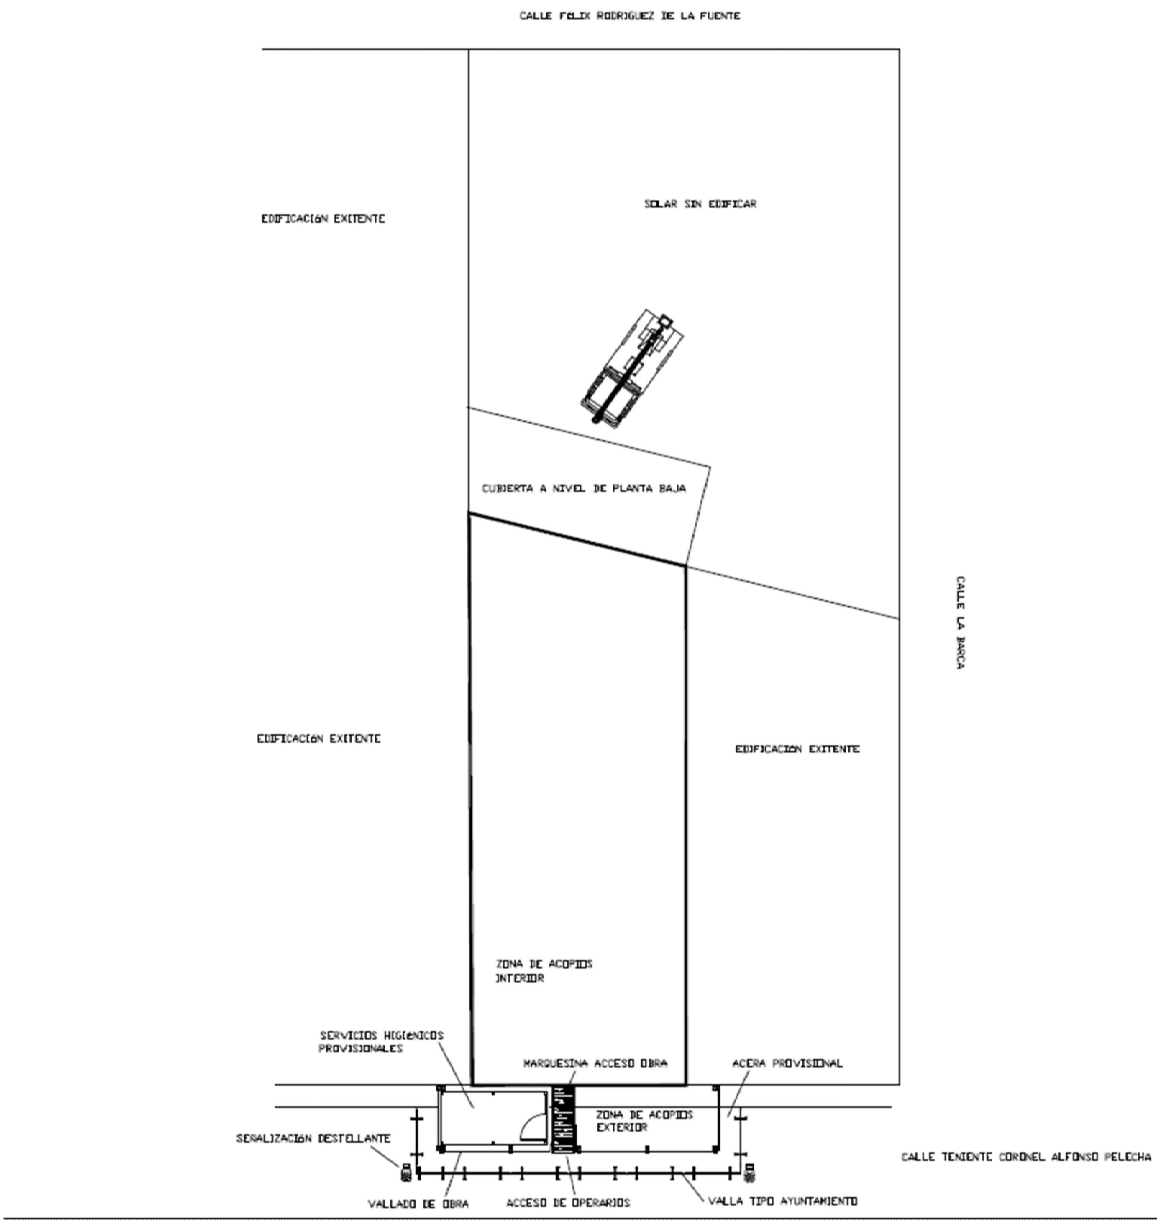 CALLE FéLIX RODRIGUEZ DE LA FUENTE
SOLAR SIN EDIFICAR
EDIFICACIóN EXITENTE
CUBIERTA A NIVEL DE PLANTA BAJA
CALLE LA BARCA
EDIFICACIóN EXITENTE
EDIFICACIóN EXITENTE
ZONA DE ACOPIOS
INTERIOR
SERVICIOS HIGIéNICOS
PROVISIONALES
MARQUESINA ACCESO OBRA
ACERA PROVISIONAL
ZONA DE ACOPIOS
EXTERIOR
SEñALIZACIóN DESTELLANTE
CALLE TENIENTE CORONEL ALFONSO PELECHA
VALLADO DE OBRA
ACCESO DE OPERARIOS
VALLA TIPO AYUNTAMIENTO